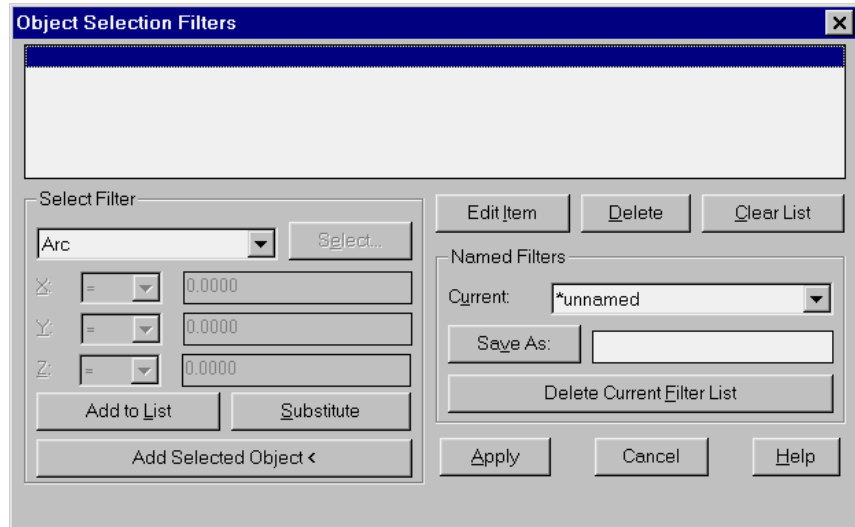 Object Selection Filters
Select Filter
Arc
Select...
X:
=
0.0000
Y:
=
0.0000
Z:
=
0.0000
Add to List
Substitute
Add Selected Object <
Edit Item
Delete
Clear List
Named Filters
Current:
*unnamed
Save As:
Delete Current Filter List
Apply
Cancel
Help